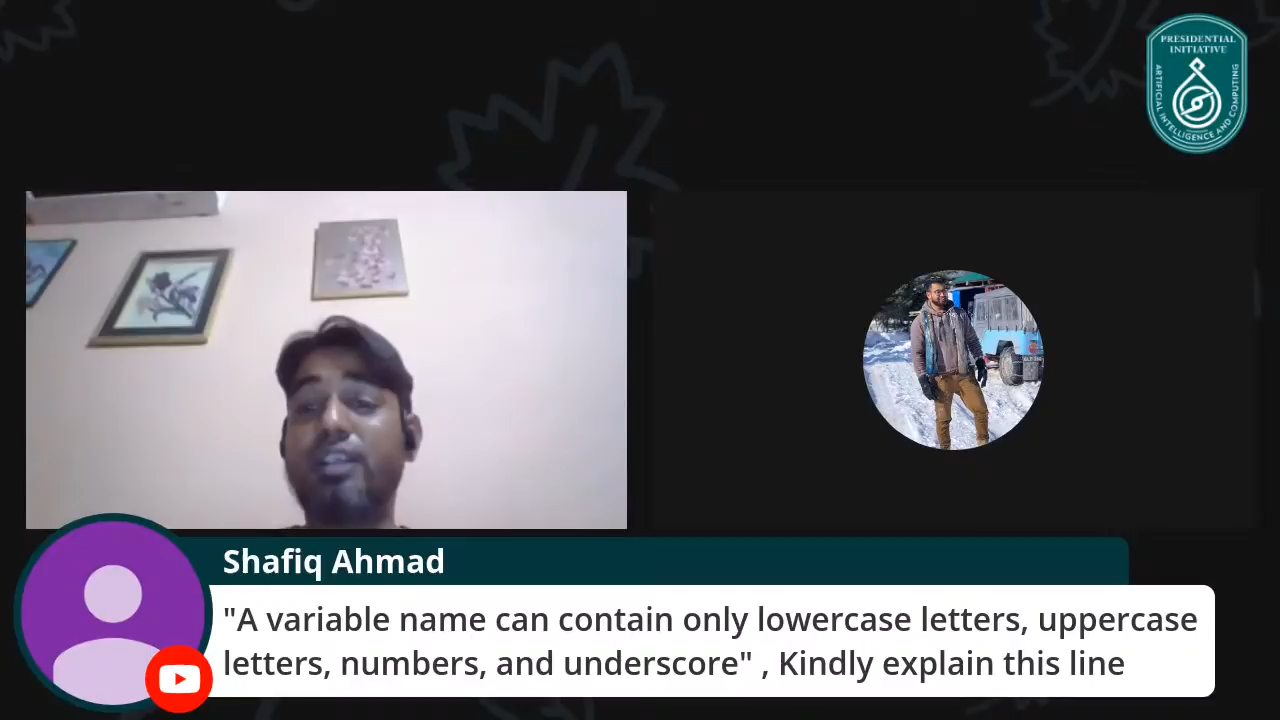 PRESIDENTIAL
INITIATIVE
ARTIFICIAL INTELLIGENCE AND COMPUTING
Shafiq Ahmad
"A variable name can contain only lowercase letters, uppercase
letters, numbers, and underscore" , Kindly explain this line